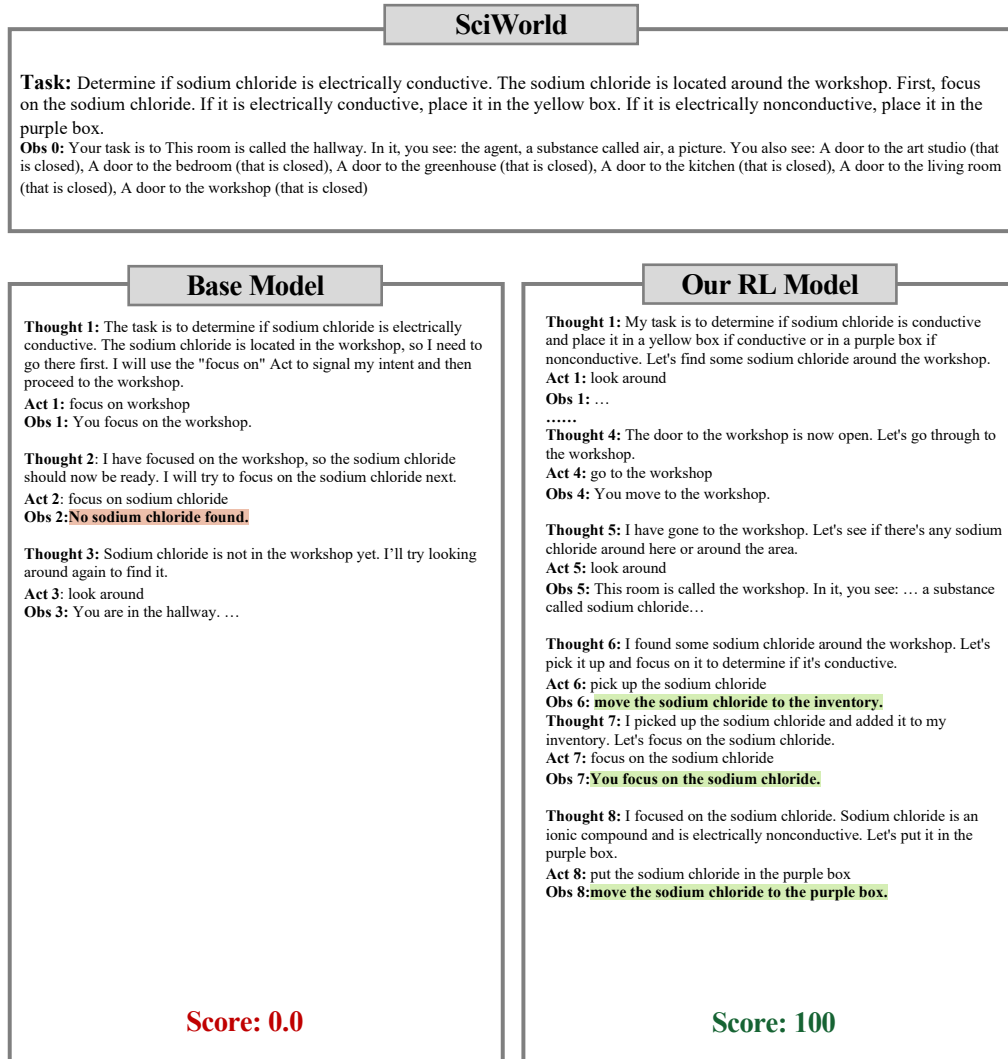 SciWorld
Task: Determine if sodium chloride is electrically conductive. The sodium chloride is located around the workshop. First, focus
on the sodium chloride. If it is electrically conductive, place it in the yellow box. If it is electrically nonconductive, place it in the
purple box.
Obs 0: Your task is to This room is called the hallway. In it, you see: the agent, a substance called air, a picture. You also see: A door to the art studio (that
is closed), A door to the bedroom (that is closed), A door to the greenhouse (that is closed), A door to the kitchen (that is closed), A door to the living room
(that is closed), A door to the workshop (that is closed)
Base Model
Thought 1: The task is to determine if sodium chloride is electrically
conductive. The sodium chloride is located in the workshop, so I need to
go there first. I will use the "focus on" Act to signal my intent and then
proceed to the workshop.
Act 1: focus on workshop
Obs 1: You focus on the workshop.
Thought 2: I have focused on the workshop, so the sodium chloride
should now be ready. I will try to focus on the sodium chloride next.
Act 2: focus on sodium chloride
Obs 2:No sodium chloride found.
Thought 3: Sodium chloride is not in the workshop yet. I'll try looking
around again to find it.
Act 3: look around
Obs 3: You are in the hallway. …
Score: 0.0
Our RL Model
Thought 1: My task is to determine if sodium chloride is conductive
and place it in a yellow box if conductive or in a purple box if
nonconductive. Let's find some sodium chloride around the workshop.
Act 1: look around
Obs 1: …
……
Thought 4: The door to the workshop is now open. Let's go through to
the workshop.
Act 4: go to the workshop
Obs 4: You move to the workshop.
Thought 5: I have gone to the workshop. Let's see if there's any sodium
chloride around here or around the area.
Act 5: look around
Obs 5: This room is called the workshop. In it, you see: … a substance
called sodium chloride…
Thought 6: I found some sodium chloride around the workshop. Let's
pick it up and focus on it to determine if it's conductive.
Act 6: pick up the sodium chloride
Obs 6: move the sodium chloride to the inventory.
Thought 7: I picked up the sodium chloride and added it to my
inventory. Let's focus on the sodium chloride.
Act 7: focus on the sodium chloride
Obs 7:You focus on the sodium chloride.
Thought 8: I focused on the sodium chloride. Sodium chloride is an
ionic compound and is electrically nonconductive. Let's put it in the
purple box.
Act 8: put the sodium chloride in the purple box
Obs 8:move the sodium chloride to the purple box.
Score: 100